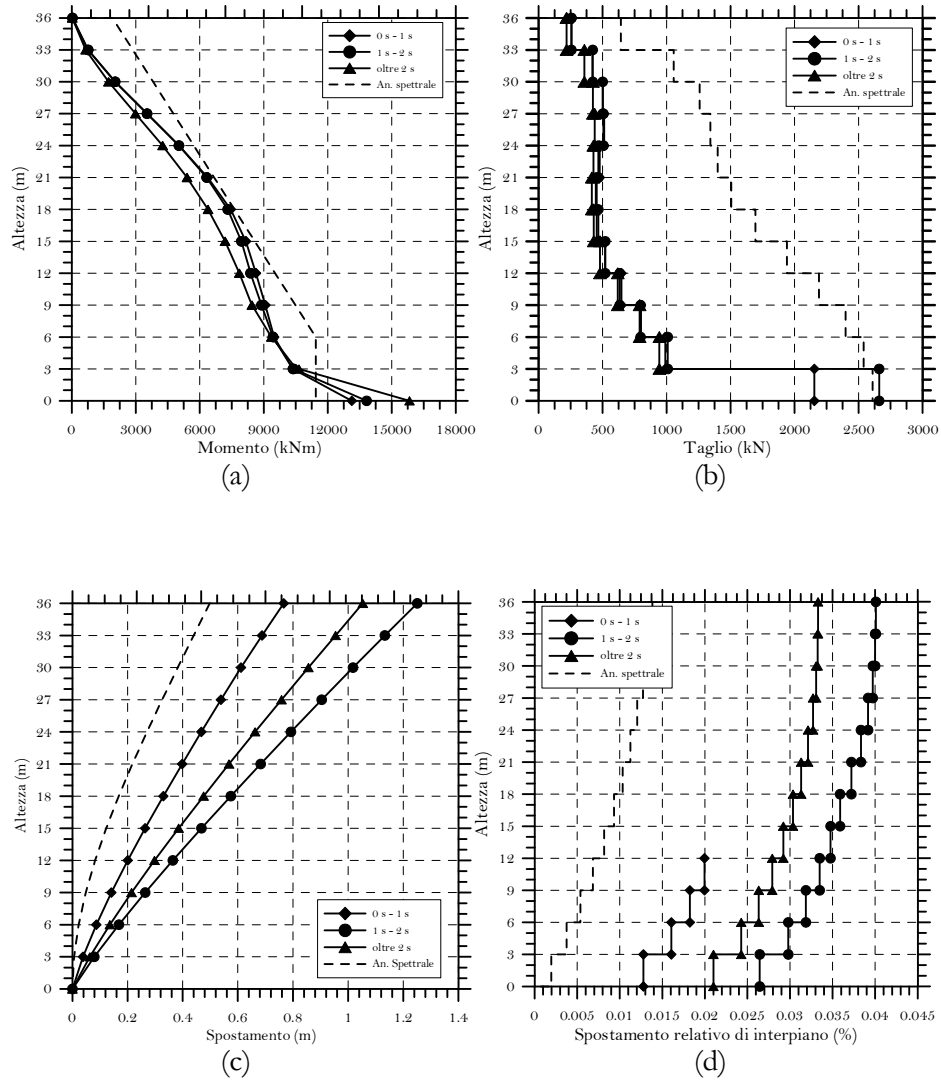 36
33
30
27
24
21
18
15
12
9
6
3
0
Altezza (m)
0 s - 1 s
1 s - 2 s
oltre 2 s
An. spettrale
0 3000 6000 9000 12000 15000 18000
Momento (kNm)
(a)
36
33
30
27
24
21
18
15
12
9
6
3
0
Altezza (m)
0 s - 1 s
1 s - 2 s
oltre 2 s
An. spettrale
0 500 1000 1500 2000 2500 3000
Taglio (kN)
(b)
36
33
30
27
24
21
18
15
12
9
6
3
0
Altezza (m)
0 s - 1 s
1 s - 2 s
oltre 2 s
An. Spettrale
0 0.2 0.4 0.6 0.8 1 1.2 1.4
Spostamento (m)
(c)
36
33
30
27
24
21
18
15
12
9
6
3
0
Altezza (m)
0 s - 1 s
1 s - 2 s
oltre 2 s
An. spettrale
0 0.005 0.01 0.015 0.02 0.025 0.03 0.035 0.04 0.045
Spostamento relativo di interpiano (%)
(d)